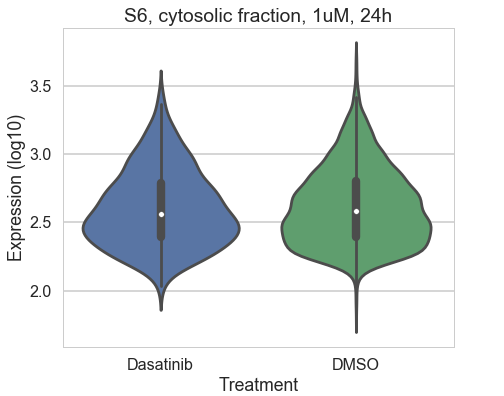 S6, cytosolic fraction, 1uM, 24h
Expression (log10)
3.5
3.0
2.5
2.0
Dasatinib
DMSO
Treatment